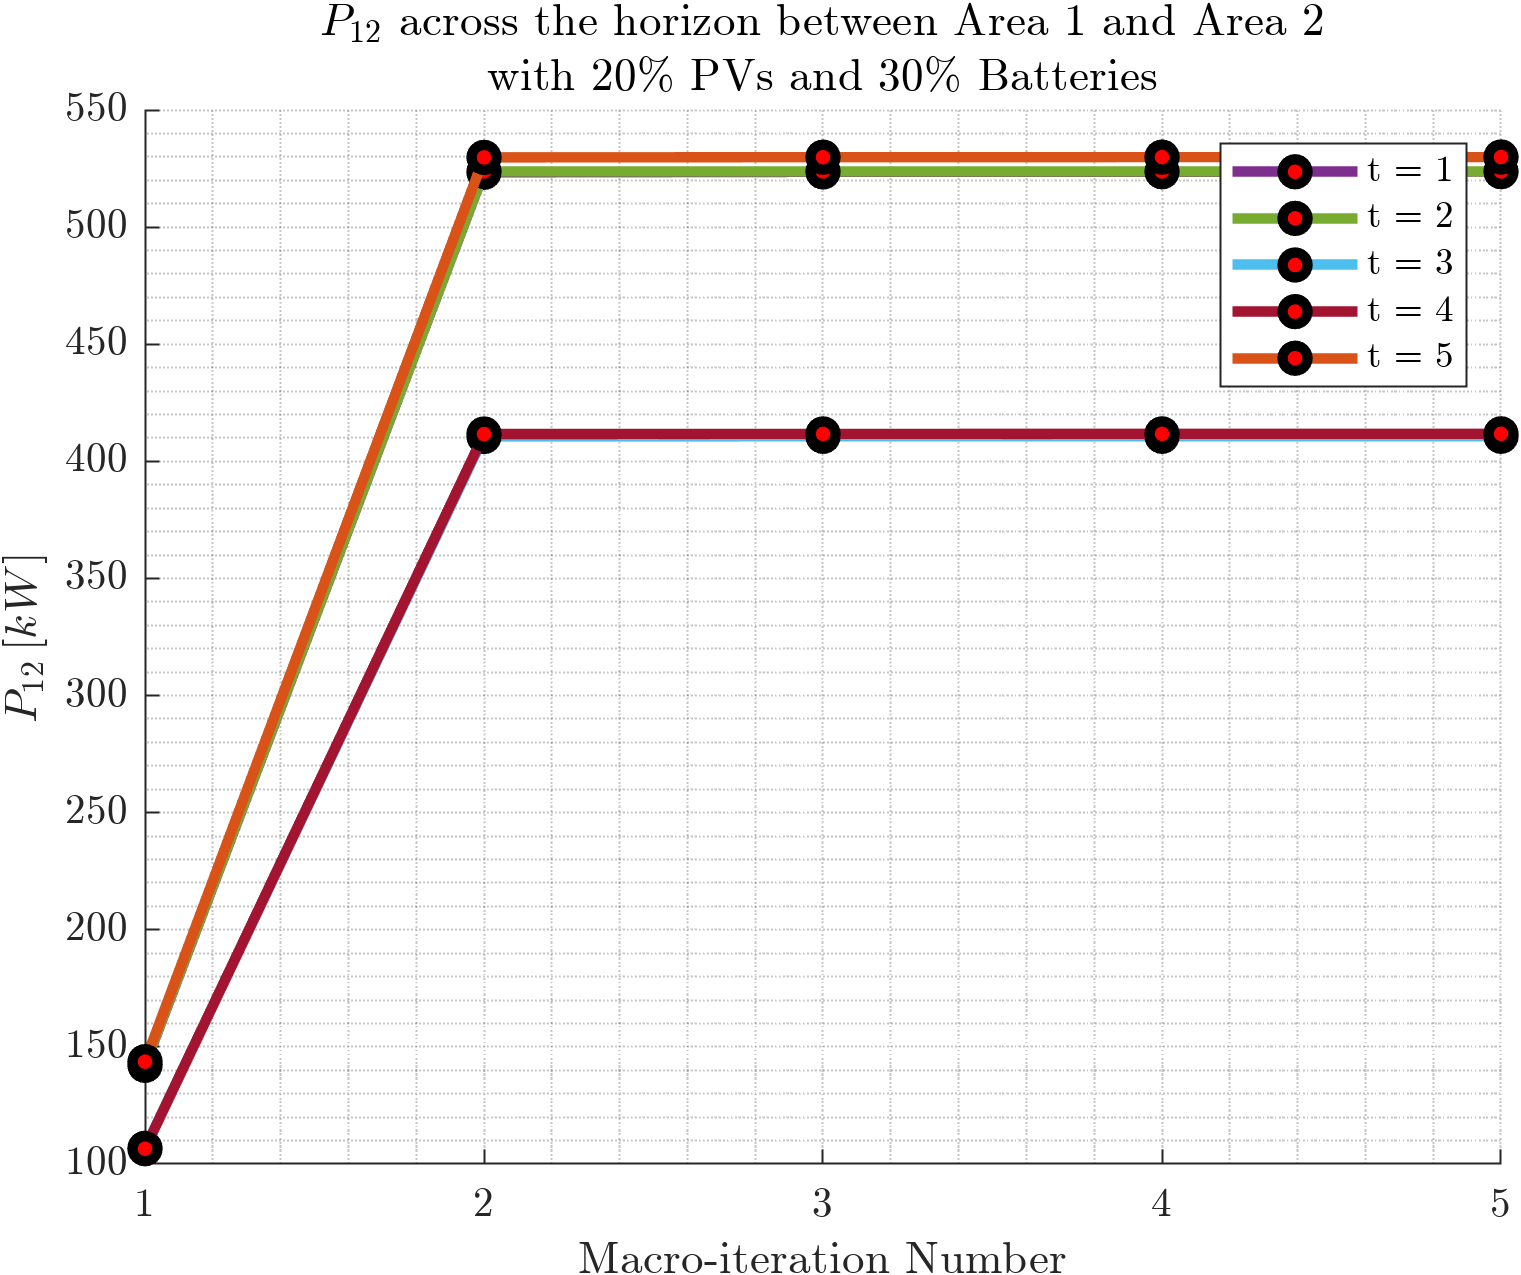 P12 across the horizon between Area 1 and Area 2
with 20% PVs and 30% Batteries
550
500
450
400
350
300
250
200
150
100
P12 [kW]
t = 1
t = 2
t = 3
t = 4
t = 5
1 2 3 4 5
Macro-iteration Number